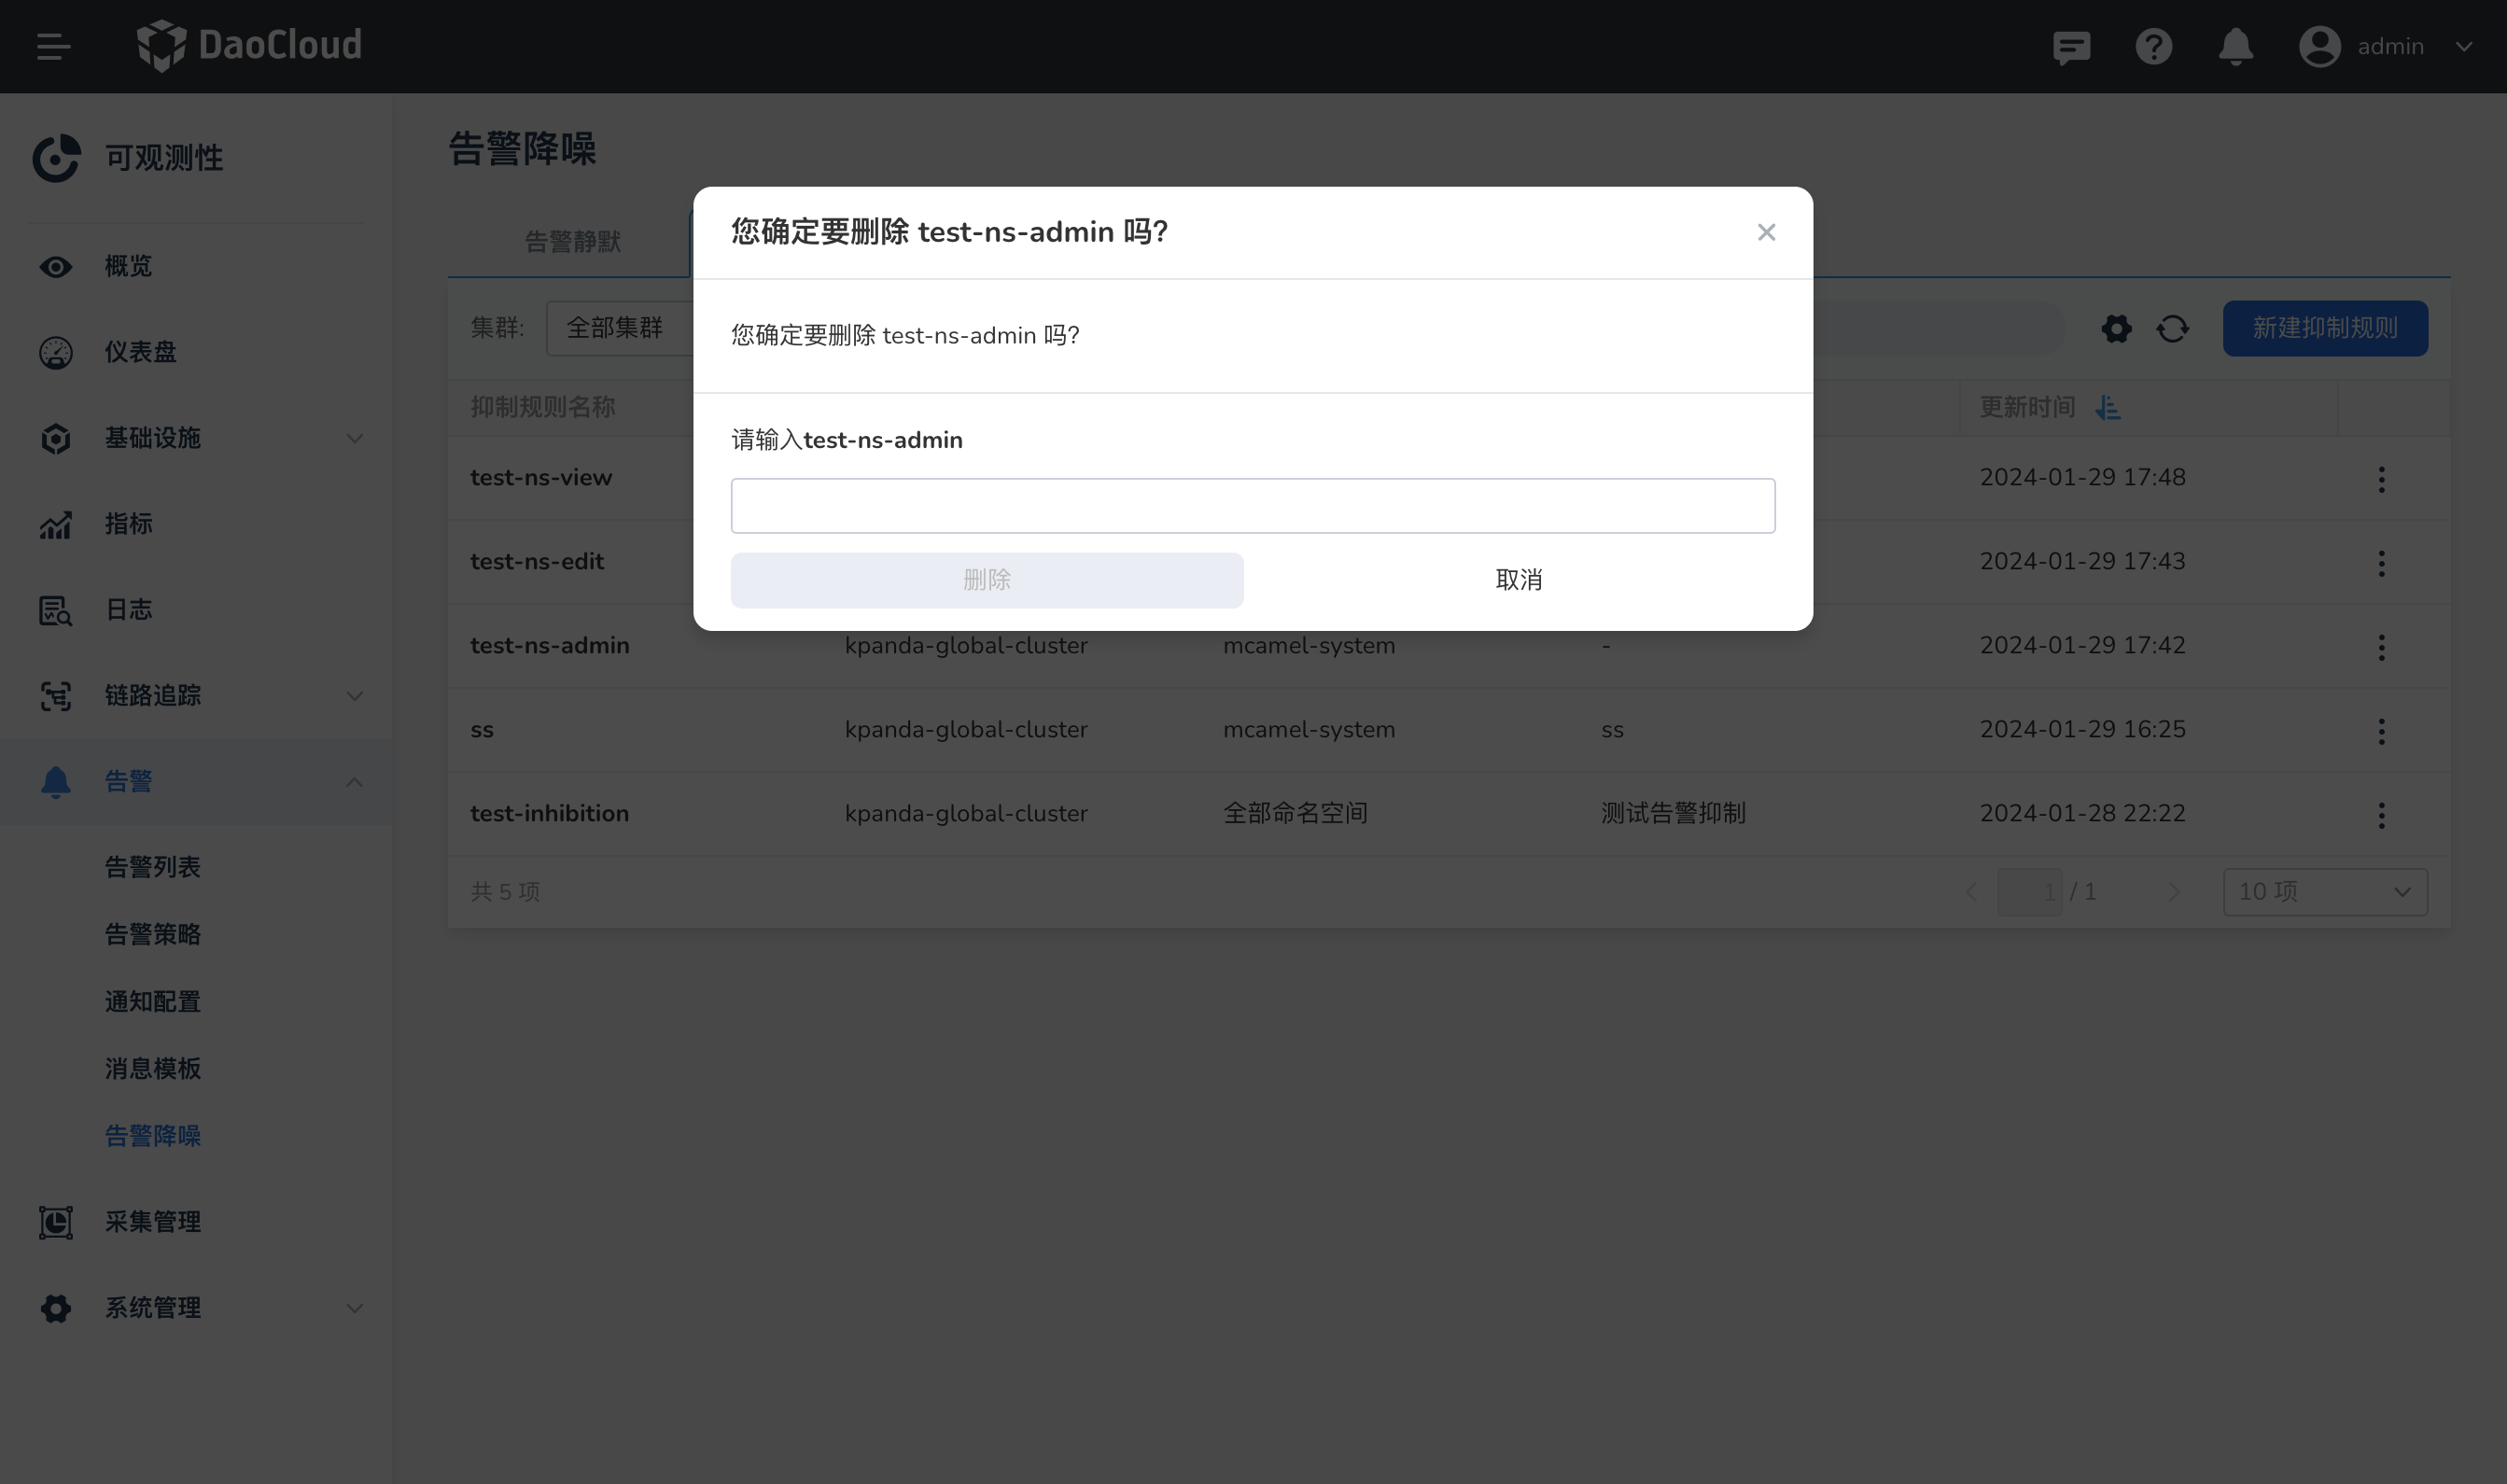 DaoCloud
admin
可观测性
概览
仪表盘
基础设施
指标
日志
链路追踪
告警
告警列表
告警策略
通知配置
消息模板
告警降噪
采集管理
系统管理
告警降噪
告警静默
集群: 全部集群
新建抑制规则
抑制规则名称 更新时间
test-ns-view 2024-01-29 17:48
test-ns-edit 2024-01-29 17:43
test-ns-admin kpanda-global-cluster mcamel-system - 2024-01-29 17:42
ss kpanda-global-cluster mcamel-system ss 2024-01-29 16:25
test-inhibition kpanda-global-cluster 全部命名空间 测试告警抑制 2024-01-28 22:22
共 5 项 1 / 1 10 项
您确定要删除 test-ns-admin 吗?
您确定要删除 test-ns-admin 吗?
请输入test-ns-admin
删除 取消